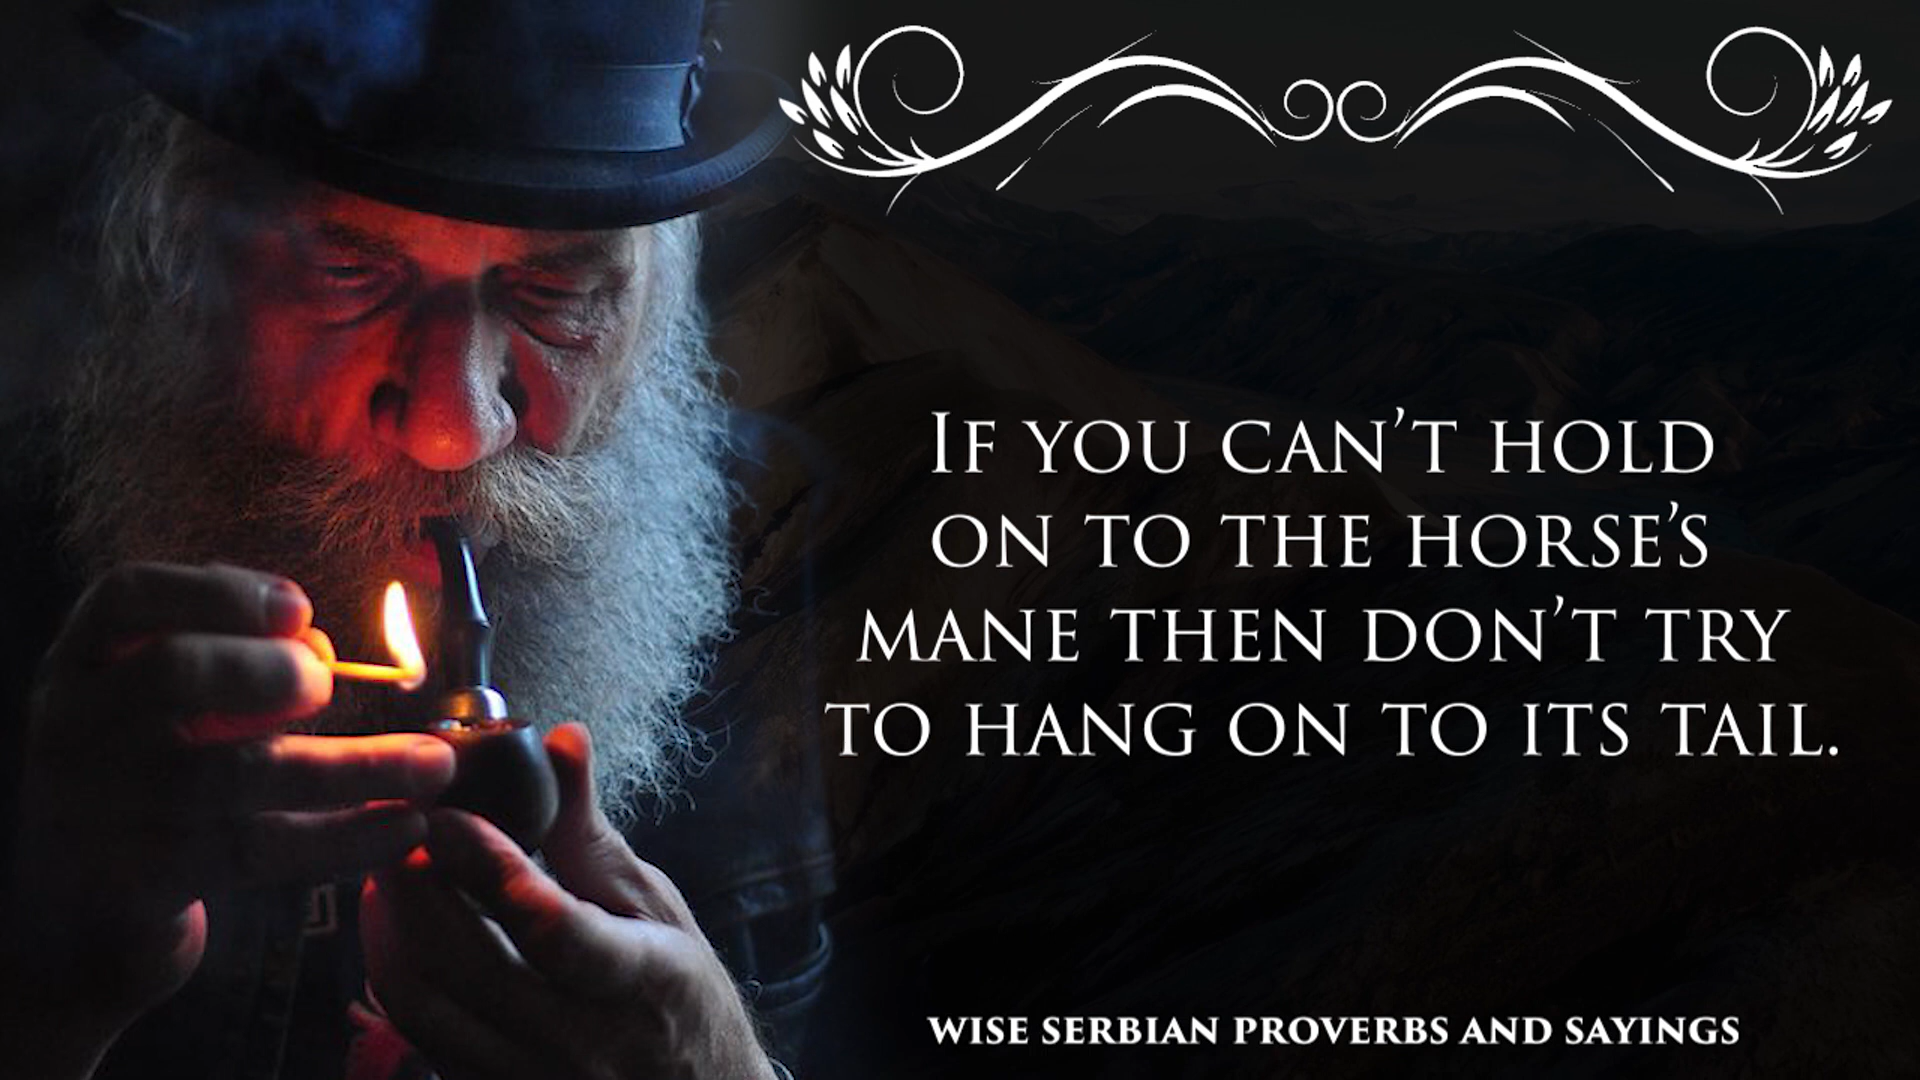 If you can’t hold
on to the horse’s
mane then don’t try
to hang on to its tail.
WISE SERBIAN PROVERBS AND SAYINGS